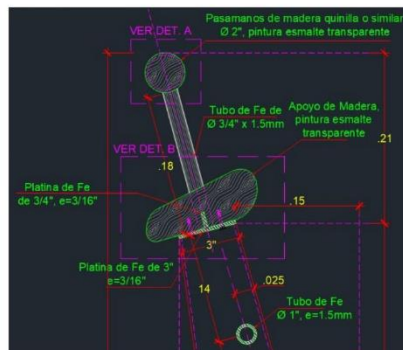 Pasamanos de madera quinilla o similar
Ø 2", pintura esmalte transparente
VER DET. A
Tubo de Fe de
Ø 3/4" x 1.5mm
Apoyo de Madera,
pintura esmalte
transparente
VER DET. B
.18
.21
Platina de Fe
de 3/4", e=3/16"
.15
3"
Platina de Fe de 3"
e=3/16"
.025
14
Tubo de Fe
Ø 1", e=1.5mm